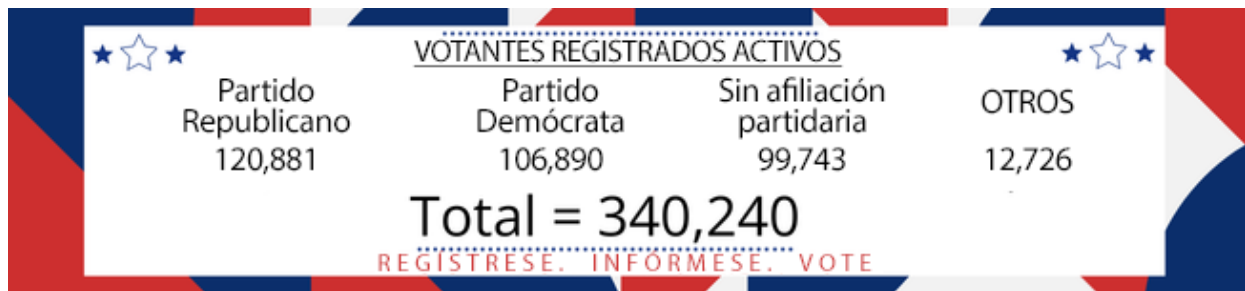 VOTANTES REGISTRADOS ACTIVOS
Partido
Republicano
120,881
Partido
Demócrata
106,890
Sin afiliación
partidaria
99,743
OTROS
12,726
Total = 340,240
REGÍSTRESE. INFÓRMESE. VOTE